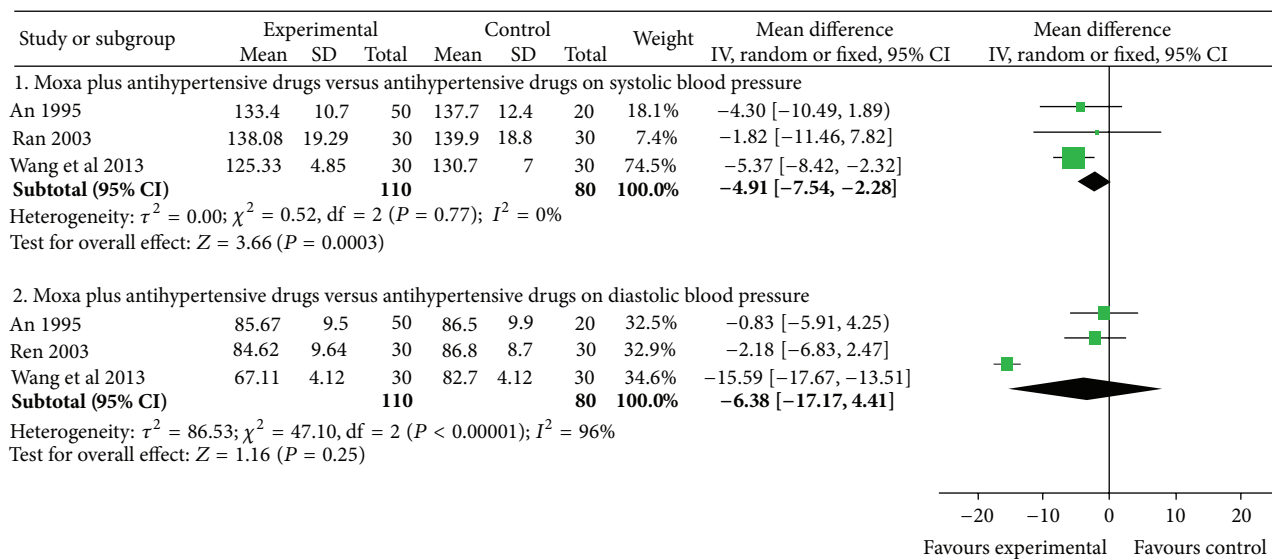 Study or subgroup Experimental Control Weight Mean difference Mean difference
Mean SD Total Mean SD Total IV, random or fixed, 95% CI IV, random or fixed, 95% CI
1. Moxa plus antihypertensive drugs versus antihypertensive drugs on systolic blood pressure
An 1995 133.4 10.7 50 137.7 12.4 20 18.1% −4.30 [−10.49, 1.89)
Ran 2003 138.08 19.29 30 139.9 18.8 30 7.4% −1.82 [−11.46, 7.82)
Wang et al 2013 125.33 4.85 30 130.7 7 30 74.5% −5.37 [−8.42, −2.32)
Subtotal (95% CI) 110 80 100.0% −4.91 [−7.54, −2.28]
Heterogeneity: τ² = 0.00; χ² = 0.52, df = 2 (P = 0.77); I² = 0%
Test for overall effect: Z = 3.66 (P = 0.0003)
2. Moxa plus antihypertensive drugs versus antihypertensive drugs on diastolic blood pressure
An 1995 85.67 9.5 50 86.5 9.9 20 32.5% −0.83 [−5.91, 4.25)
Ren 2003 84.62 9.64 30 86.8 8.7 30 32.9% −2.18 [−6.83, 2.47]
Wang et al 2013 67.11 4.12 30 82.7 4.12 30 34.6% −15.59 [−17.67, −13.51]
Subtotal (95% CI) 110 80 100.0% −6.38 [−17.17, 4.41]
Heterogeneity: τ² = 86.53; χ² = 47.10, df = 2 (P < 0.00001); I² = 96%
Test for overall effect: Z = 1.16 (P = 0.25)
−20 −10 0 10 20
Favours experimental Favours control